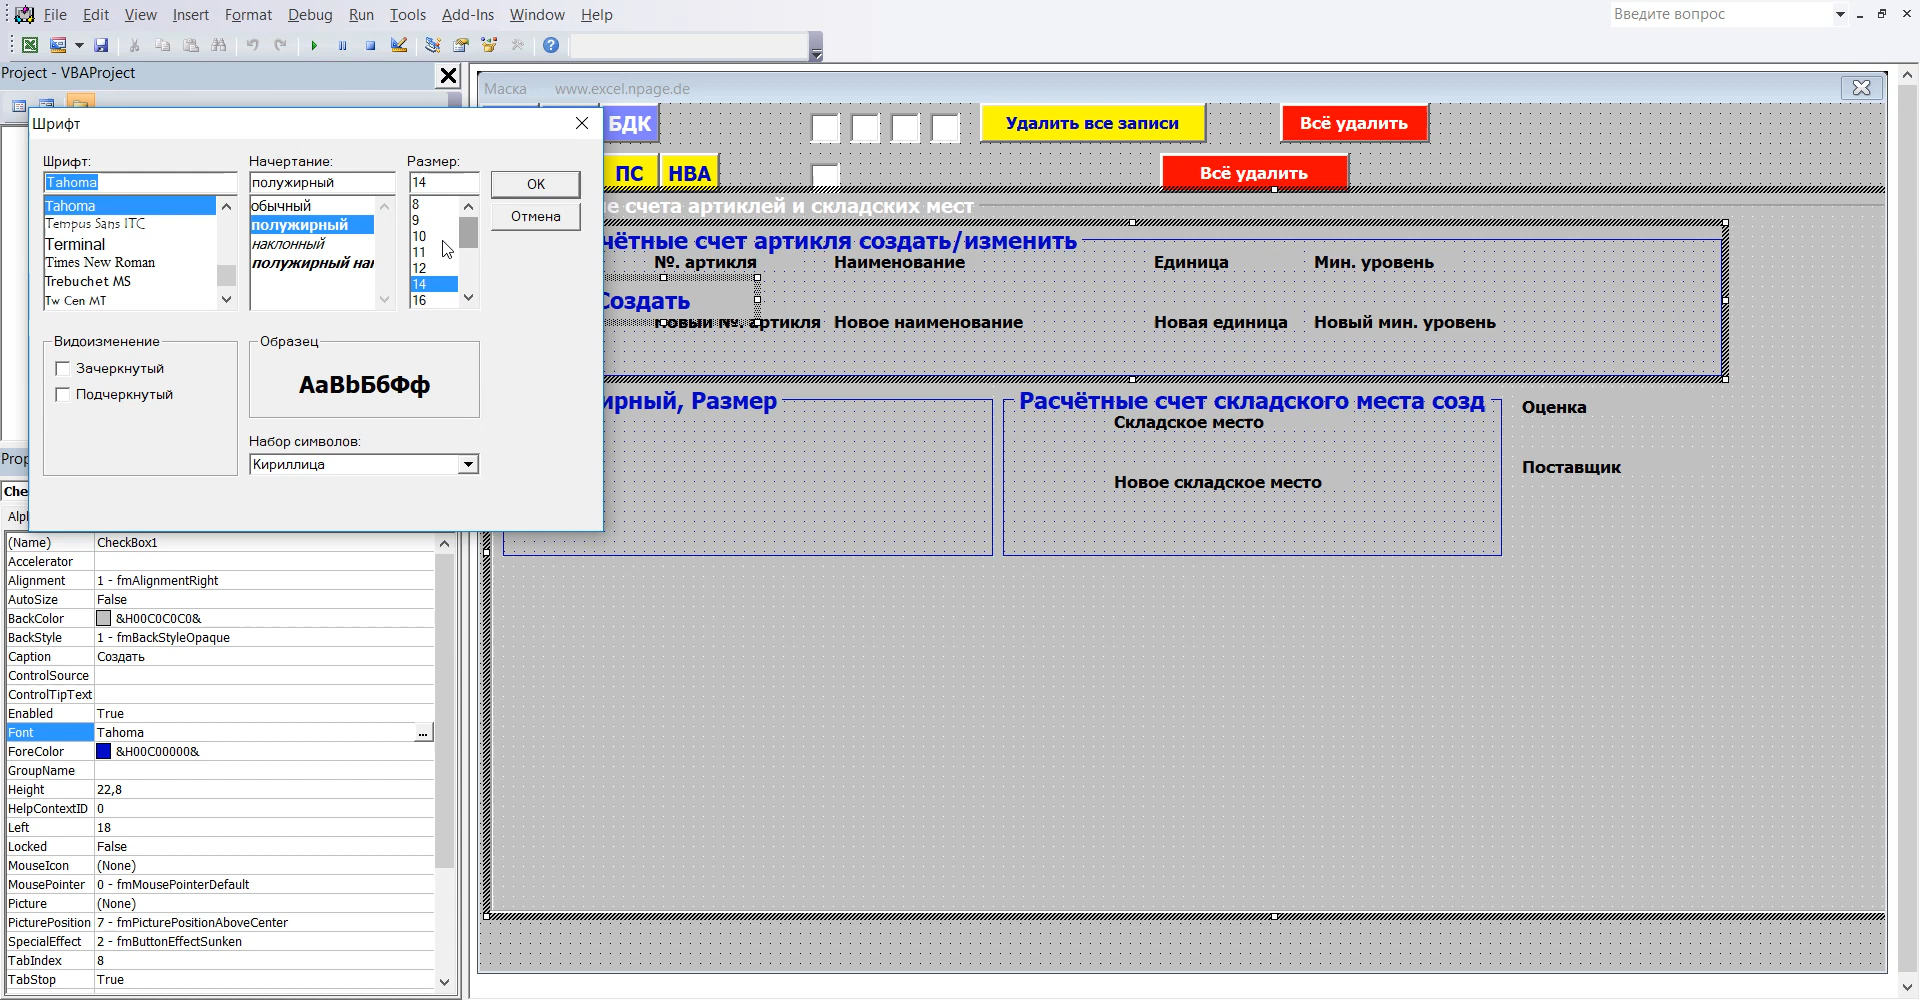 File Edit View Insert Format Debug Run Tools Add-Ins Window Help
Введите вопрос
Project - VBAProject
Маска www.excel.npage.de
БДК
Удалить все записи
Всё удалить
ПС
НВА
Всё удалить
е счета артиклей и складских мест
чётные счет артикля создать/изменить
№. артикля
Наименование
Единица
Мин. уровень
Создать
Новый №. артикля
Новое наименование
Новая единица
Новый мин. уровень
ирный, Размер
Расчётные счет складского места созд
Складское место
Новое складское место
Оценка
Поставщик
Шрифт
Шрифт:
Начертание:
Размер:
Tahoma
полужирный
14
OK
Отмена
Tahoma
Tempus Sans ITC
Terminal
Times New Roman
Trebuchet MS
Tw Cen MT
обычный
полужирный
наклонный
полужирный нак
8
9
10
11
12
14
16
Видоизменение
Зачеркнутый
Подчеркнутый
Образец
АаBbБбФф
Набор символов:
Кириллица
Prop
Che
Alp
(Name) CheckBox1
Accelerator
Alignment 1 - fmAlignmentRight
AutoSize False
BackColor &H00C0C0C0&
BackStyle 1 - fmBackStyleOpaque
Caption Создать
ControlSource
ControlTipText
Enabled True
Font Tahoma ...
ForeColor &H00C00000&
GroupName
Height 22,8
HelpContextID 0
Left 18
Locked False
MouseIcon (None)
MousePointer 0 - fmMousePointerDefault
Picture (None)
PicturePosition 7 - fmPicturePositionAboveCenter
SpecialEffect 2 - fmButtonEffectSunken
TabIndex 8
TabStop True